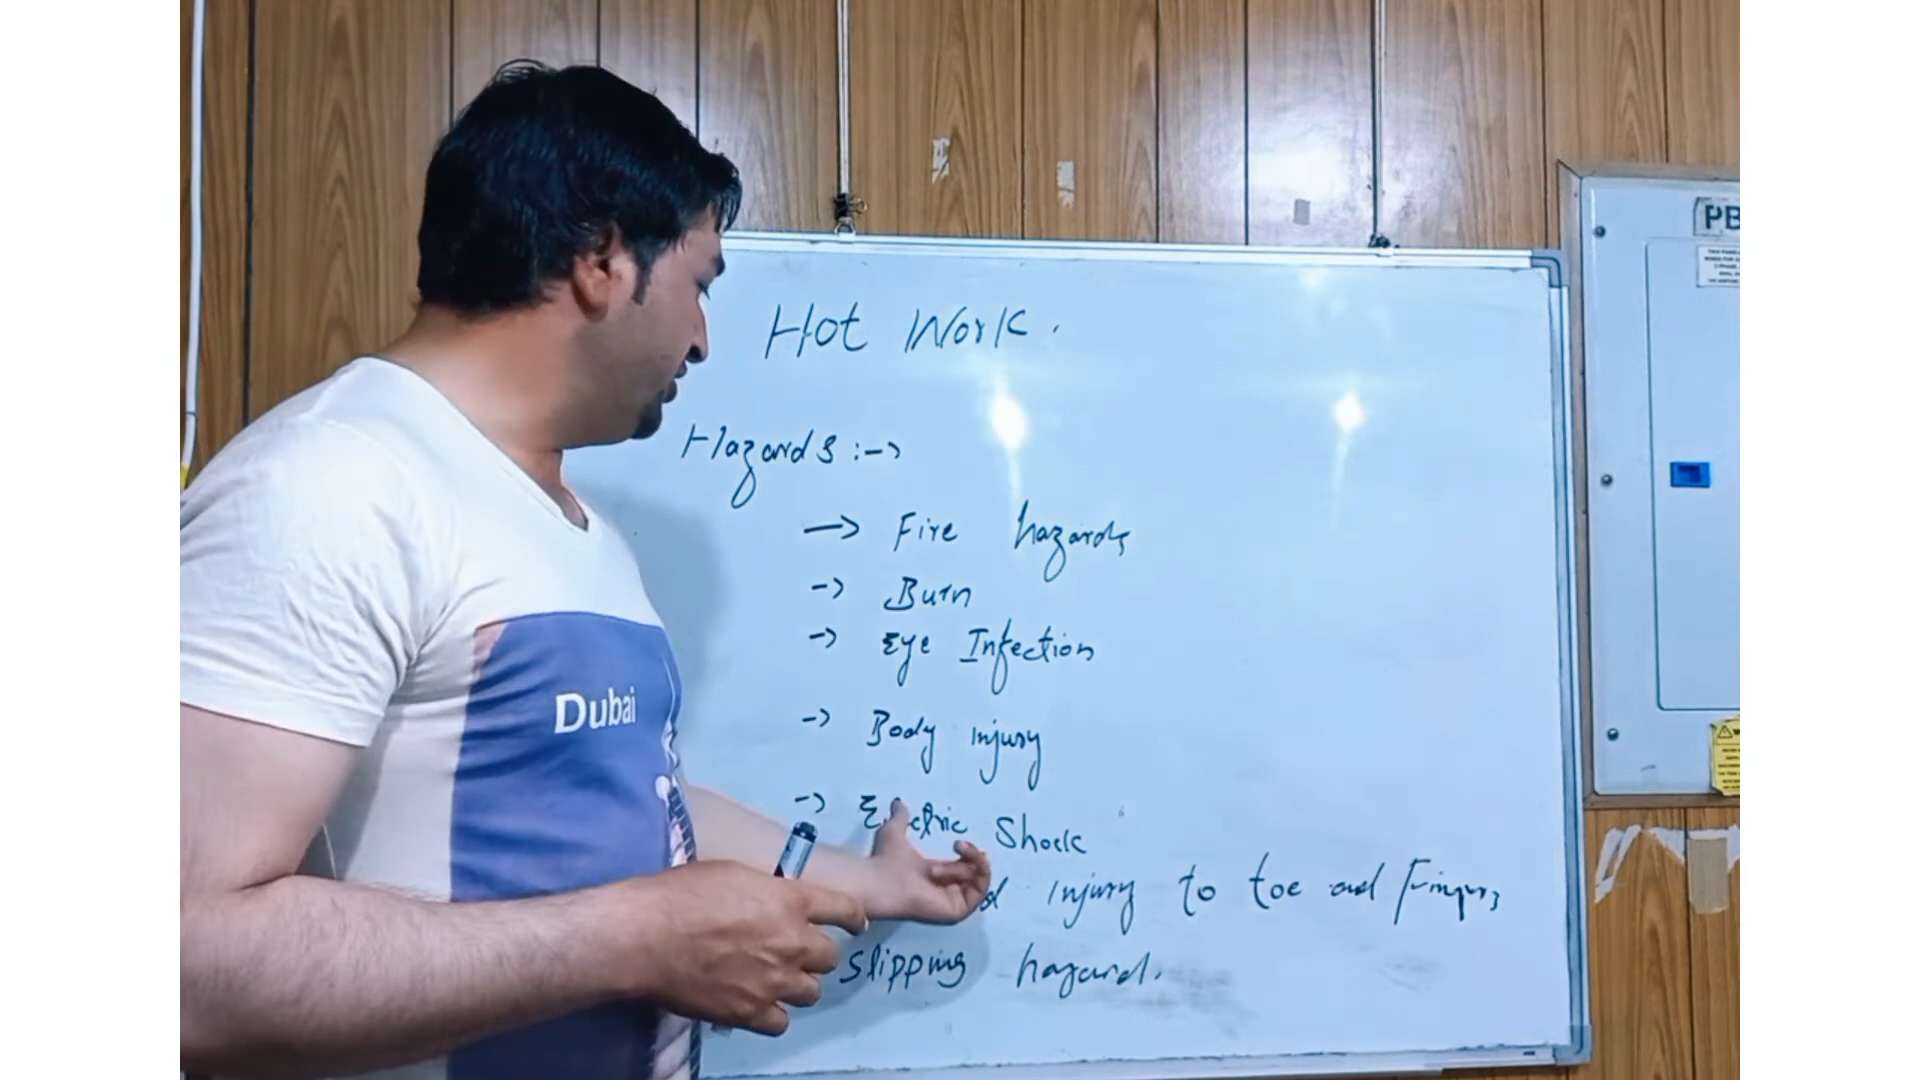 Hot Work.
Hazards :->
-> Fire hazards
-> Burn
-> Eye Infection
-> Body injury
-> Electric Shock
injury to toe and Fingers
Slipping hazard.
Dubai
PB